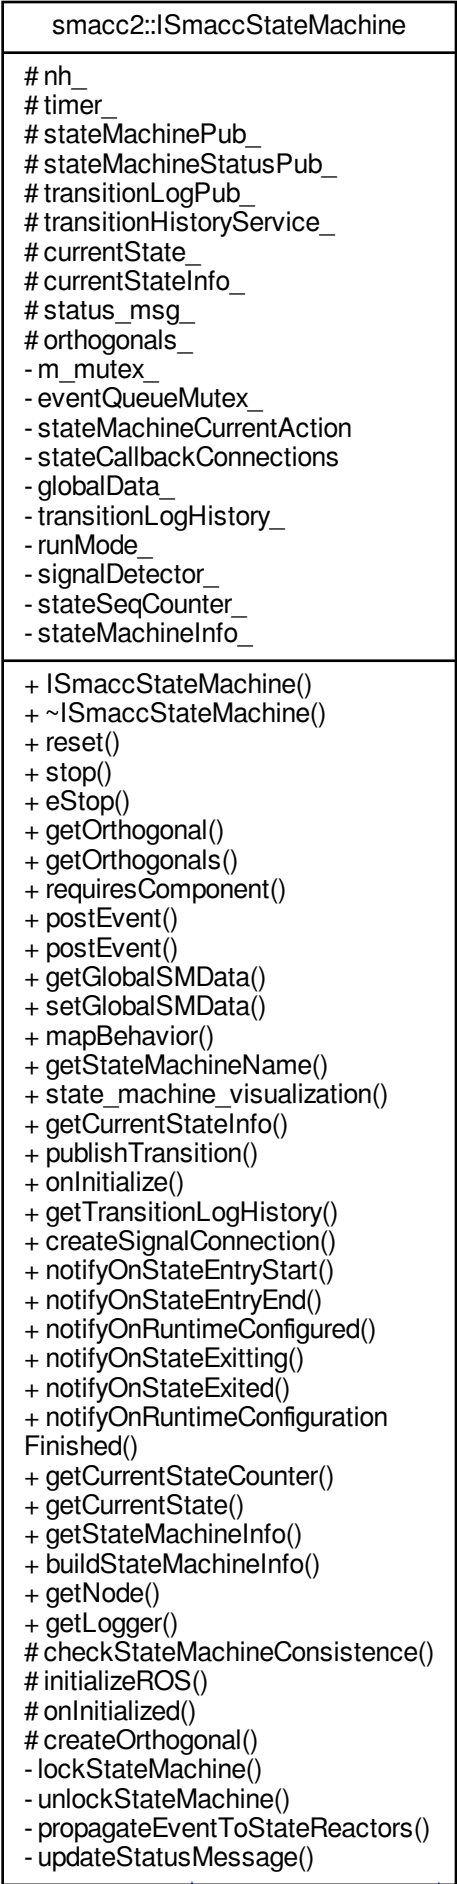 smacc2::ISmaccStateMachine
# nh_
# timer_
# stateMachinePub_
# stateMachineStatusPub_
# transitionLogPub_
# transitionHistoryService_
# currentState_
# currentStateInfo_
# status_msg_
# orthogonals_
- m_mutex_
- eventQueueMutex_
- stateMachineCurrentAction
- stateCallbackConnections
- globalData_
- transitionLogHistory_
- runMode_
- signalDetector_
- stateSeqCounter_
- stateMachineInfo_
+ ISmaccStateMachine()
+ ~ISmaccStateMachine()
+ reset()
+ stop()
+ eStop()
+ getOrthogonal()
+ getOrthogonals()
+ requiresComponent()
+ postEvent()
+ postEvent()
+ getGlobalSMData()
+ setGlobalSMData()
+ mapBehavior()
+ getStateMachineName()
+ state_machine_visualization()
+ getCurrentStateInfo()
+ publishTransition()
+ onInitialize()
+ getTransitionLogHistory()
+ createSignalConnection()
+ notifyOnStateEntryStart()
+ notifyOnStateEntryEnd()
+ notifyOnRuntimeConfigured()
+ notifyOnStateExitting()
+ notifyOnStateExited()
+ notifyOnRuntimeConfiguration
Finished()
+ getCurrentStateCounter()
+ getCurrentState()
+ getStateMachineInfo()
+ buildStateMachineInfo()
+ getNode()
+ getLogger()
# checkStateMachineConsistence()
# initializeROS()
# onInitialized()
# createOrthogonal()
- lockStateMachine()
- unlockStateMachine()
- propagateEventToStateReactors()
- updateStatusMessage()